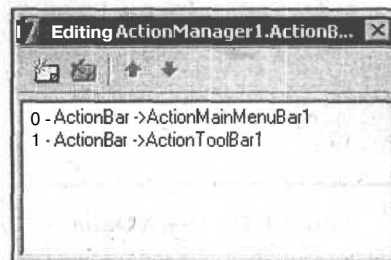 Editing ActionManager1.ActionB...
0 - ActionBar ->ActionMainMenuBar1
1 - ActionBar ->ActionToolBar1